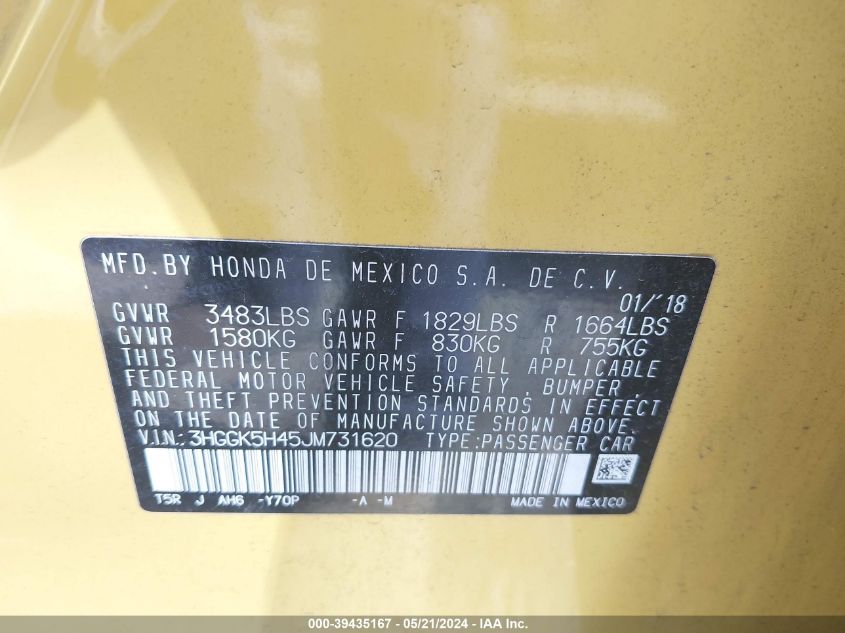 MFD. BY HONDA DE MEXICO S.A. DE C.V.
01/'18
GVWR 3483LBS GAWR F 1829LBS R 1664LBS
GVWR 1580KG GAWR F 830KG R 755KG
THIS VEHICLE CONFORMS TO ALL APPLICABLE
FEDERAL MOTOR VEHICLE SAFETY, BUMPER,
AND THEFT PREVENTION STANDARDS IN EFFECT
ON THE DATE OF MANUFACTURE SHOWN ABOVE.
V.I.N.: 3HGGK5H45JM731620 TYPE: PASSENGER CAR
T5R J AH6 -Y70P -A -M MADE IN MEXICO
000-39435167 - 05/21/2024 - IAA Inc.